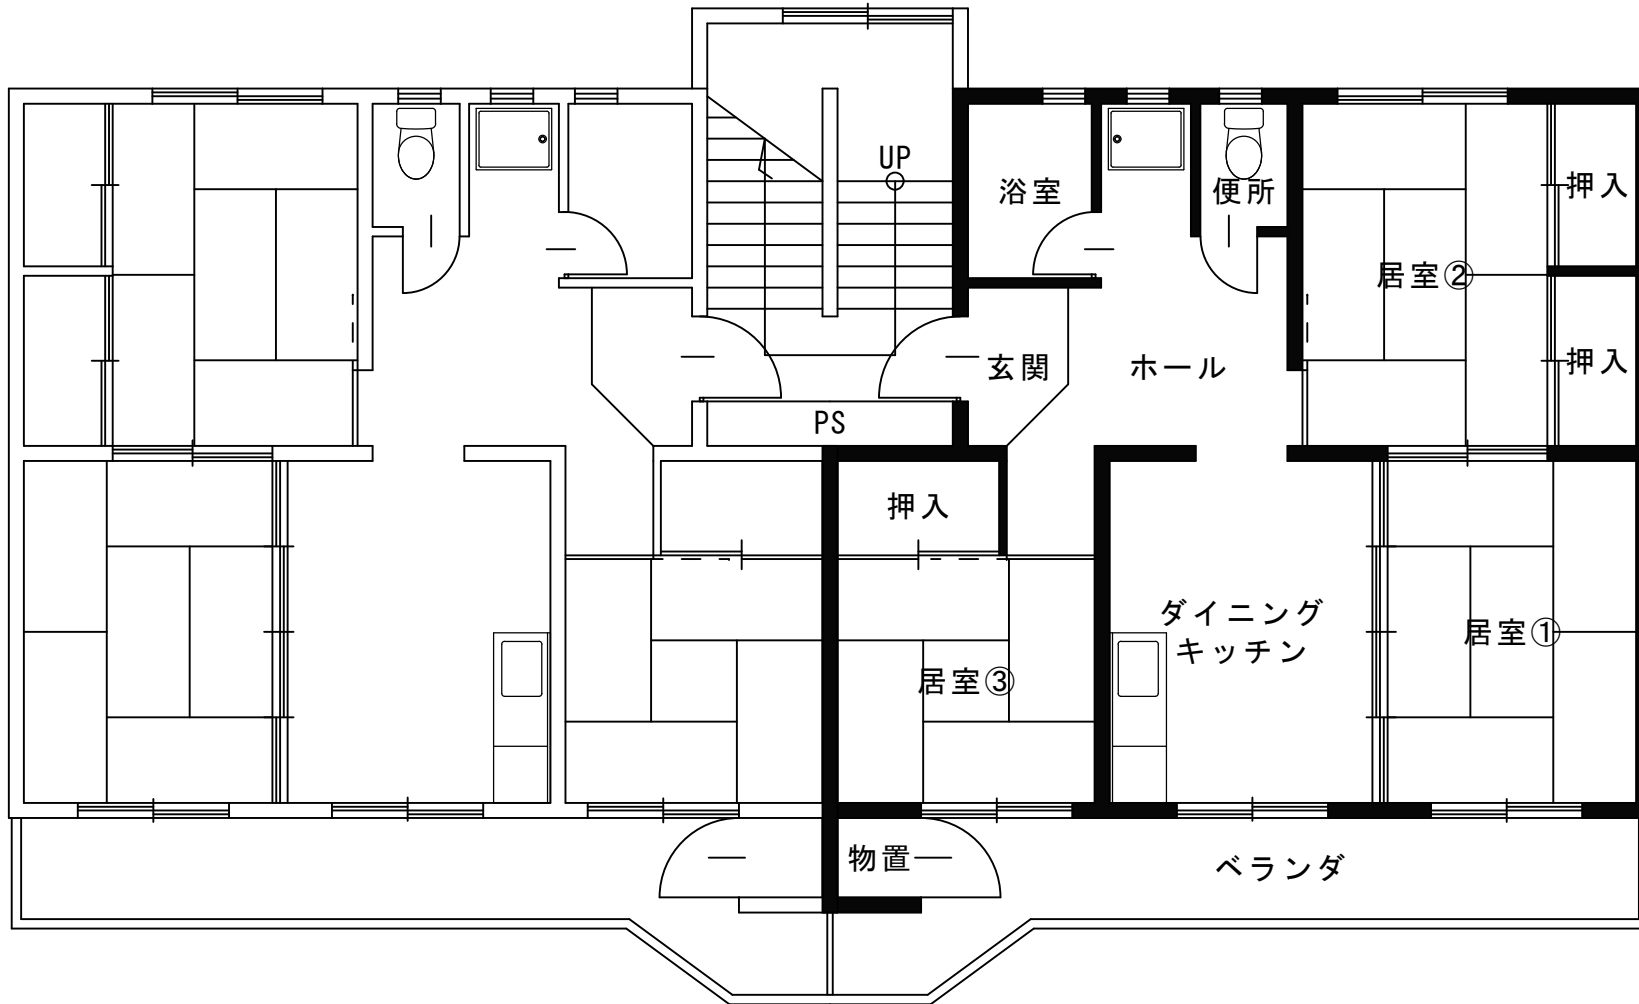 UP
浴室
便所
押入
居室②
玄関
ホール
押入
PS
押入
ダイニング
キッチン
居室①
居室③
物置
ベランダ